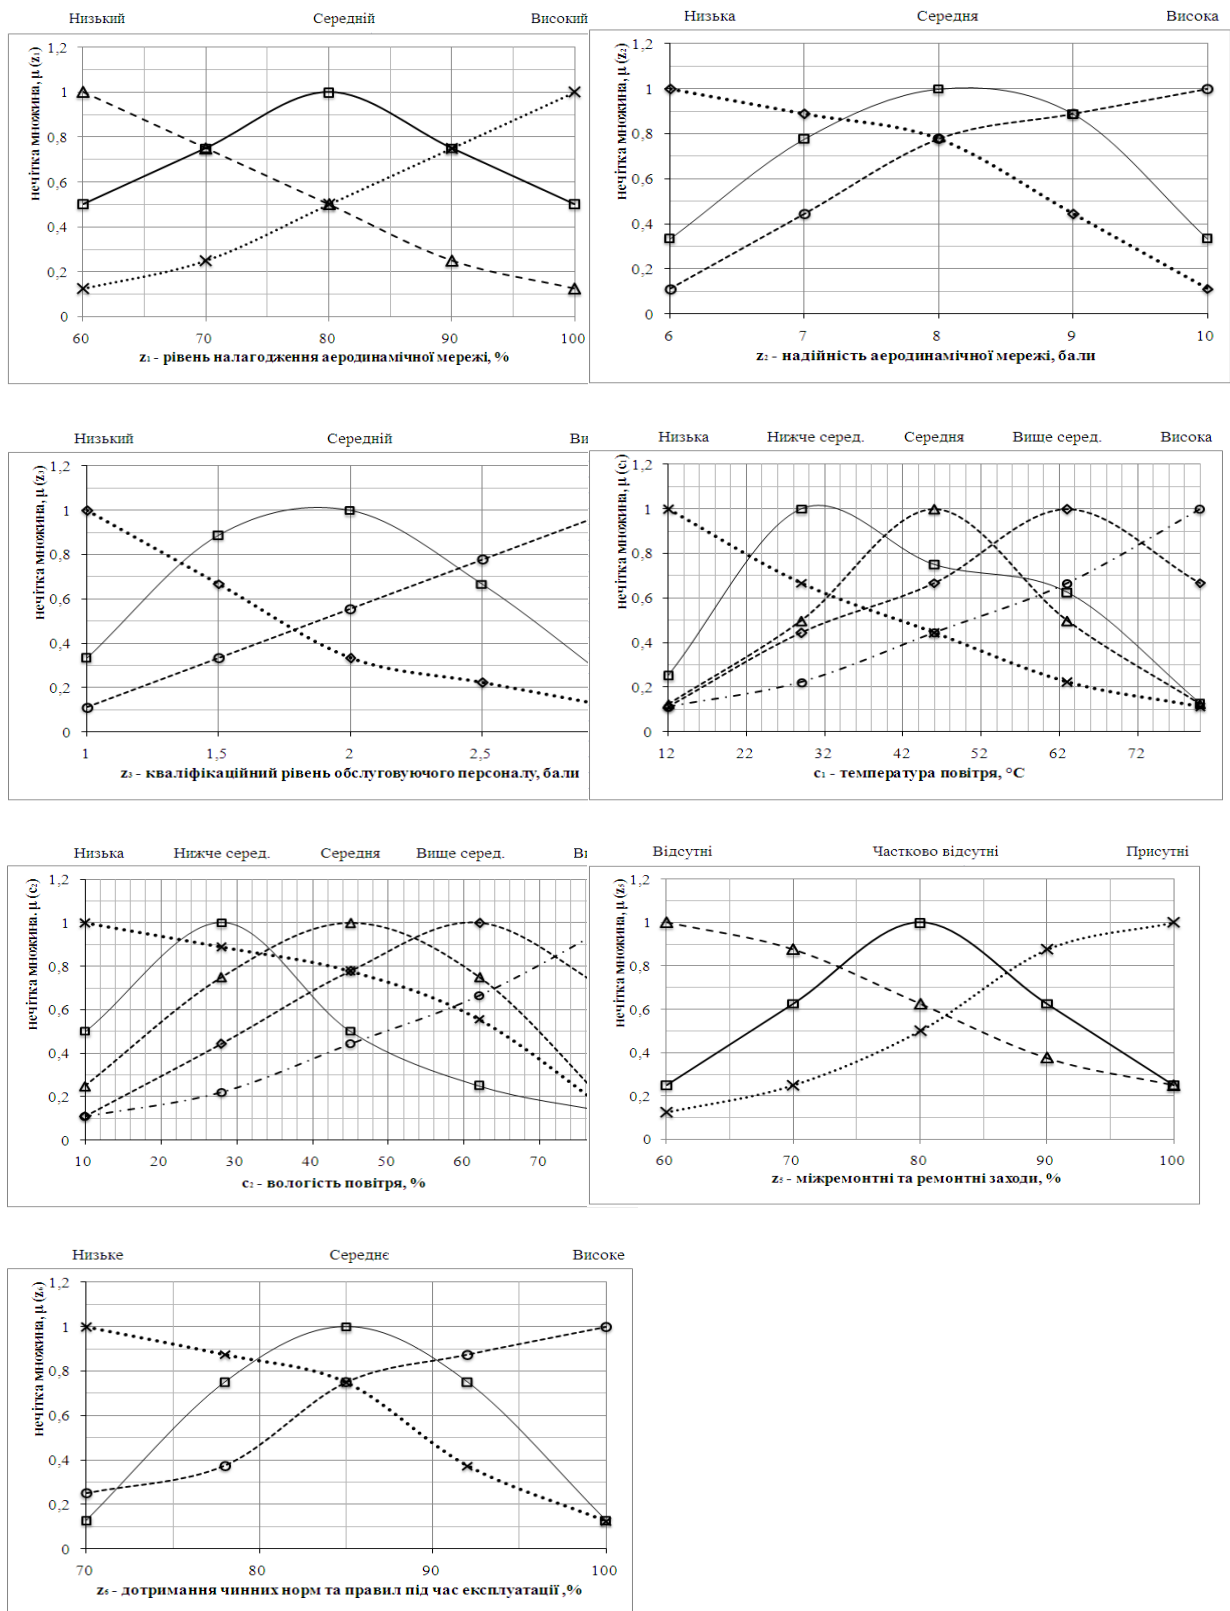 Низький Середній Високий
нечітка множина, μ (z₁)
1,2
1
0,8
0,6
0,4
0,2
0
60 70 80 90 100
z₁ - рівень налагодження аеродинамічної мережі, %
Низька Середня Висока
нечітка множина, μ (z₂)
1,2
1
0,8
0,6
0,4
0,2
0
6 7 8 9 10
z₂ - надійність аеродинамічної мережі, бали
Низький Середній Ви
нечітка множина, μ (z₃)
1,2
1
0,8
0,6
0,4
0,2
0
1 1,5 2 2,5
z₃ - кваліфікаційний рівень обслуговуючого персоналу, бали
Низька Нижче серед. Середня Вище серед. Висока
нечітка множина, μ (c₁)
1,2
1
0,8
0,6
0,4
0,2
0
12 22 32 42 52 62 72
c₁ - температура повітря, °C
Низька Нижче серед. Середня Вище серед. Ви
нечітка множина. μ (c₂)
1,2
1
0,8
0,6
0,4
0,2
0
10 20 30 40 50 60 70
c₂ - вологість повітря, %
Відсутні Частково відсутні Присутні
нечітка множина, μ (z₅)
1,2
1
0,8
0,6
0,4
0,2
0
60 70 80 90 100
z₅ - міжремонтні та ремонтні заходи, %
Низьке Середнє Високе
нечітка множина, μ (z₆)
1,2
1
0,8
0,6
0,4
0,2
0
70 80 90 100
z₆ - дотримання чинних норм та правил під час експлуатації ,%